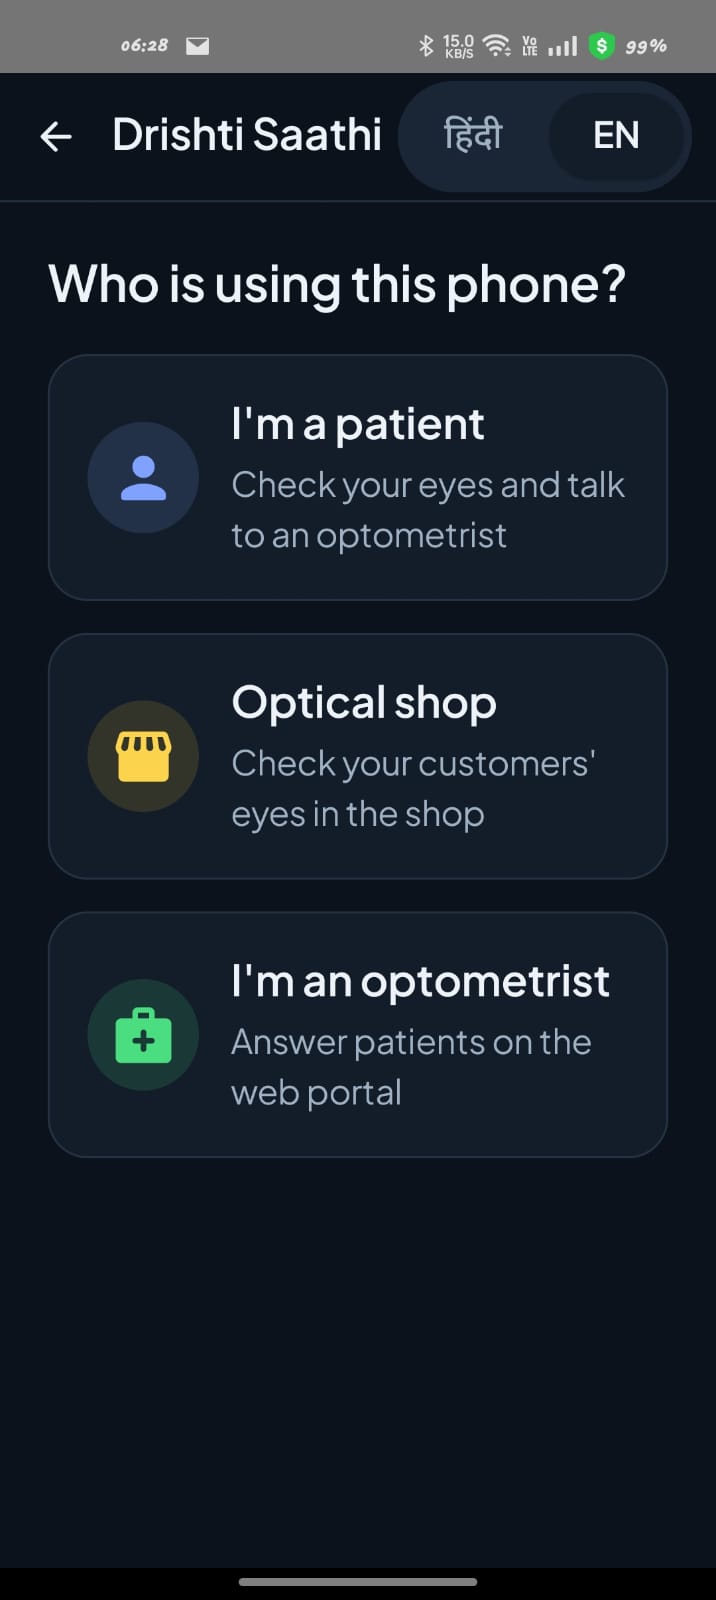 06:28 15.0 KB/S Vo LTE 99%
Drishti Saathi हिंदी EN
Who is using this phone?
I'm a patient
Check your eyes and talk
to an optometrist
Optical shop
Check your customers'
eyes in the shop
I'm an optometrist
Answer patients on the
web portal